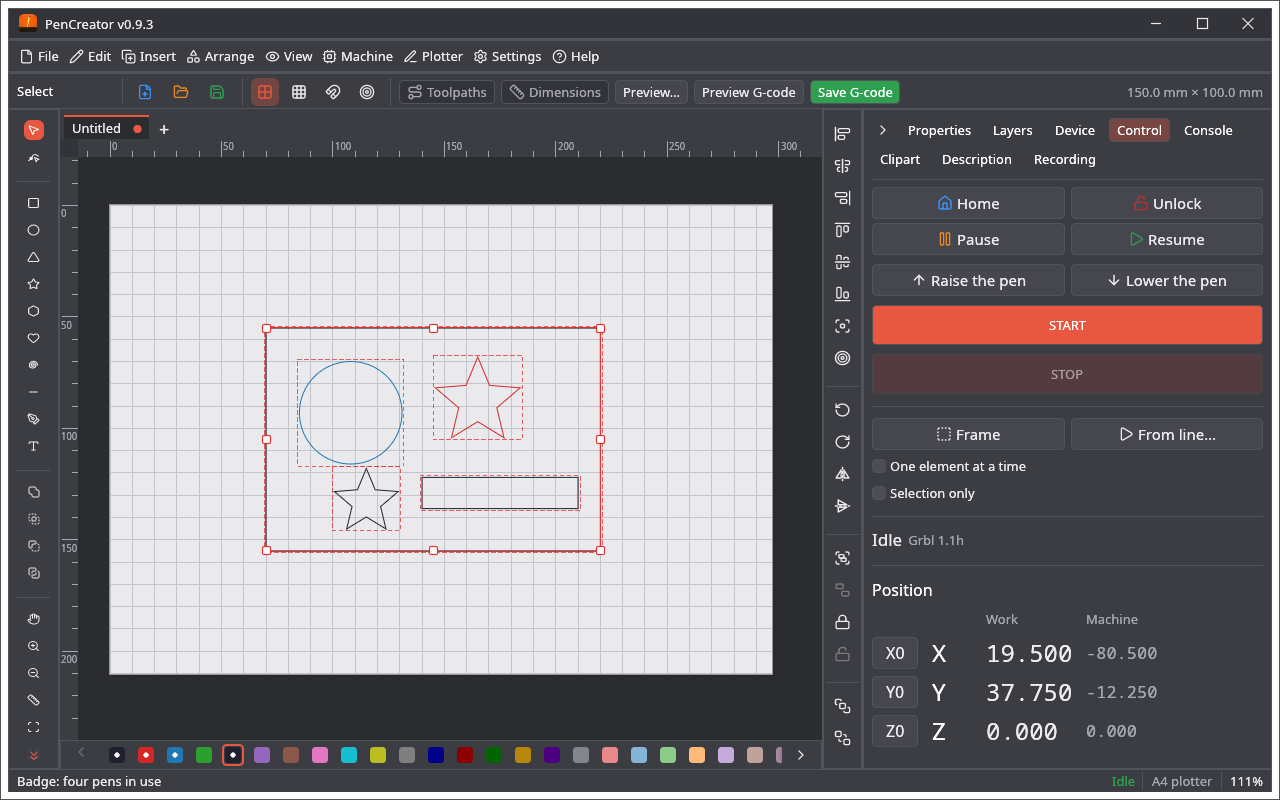 PenCreator v0.9.3
File Edit Insert Arrange View Machine Plotter Settings Help
Select Toolpaths Dimensions Preview... Preview G-code Save G-code 150.0 mm × 100.0 mm
Untitled
Properties Layers Device Control Console
Clipart Description Recording
0 50 100 150 200 250 300
0
50
100
150
200
Home Unlock
Pause Resume
Raise the pen Lower the pen
START
STOP
Frame From line...
One element at a time
Selection only
Idle Grbl 1.1h
Position
Work Machine
X0 X 19.500 -80.500
Y0 Y 37.750 -12.250
Z0 Z 0.000 0.000
Badge: four pens in use Idle A4 plotter 111%